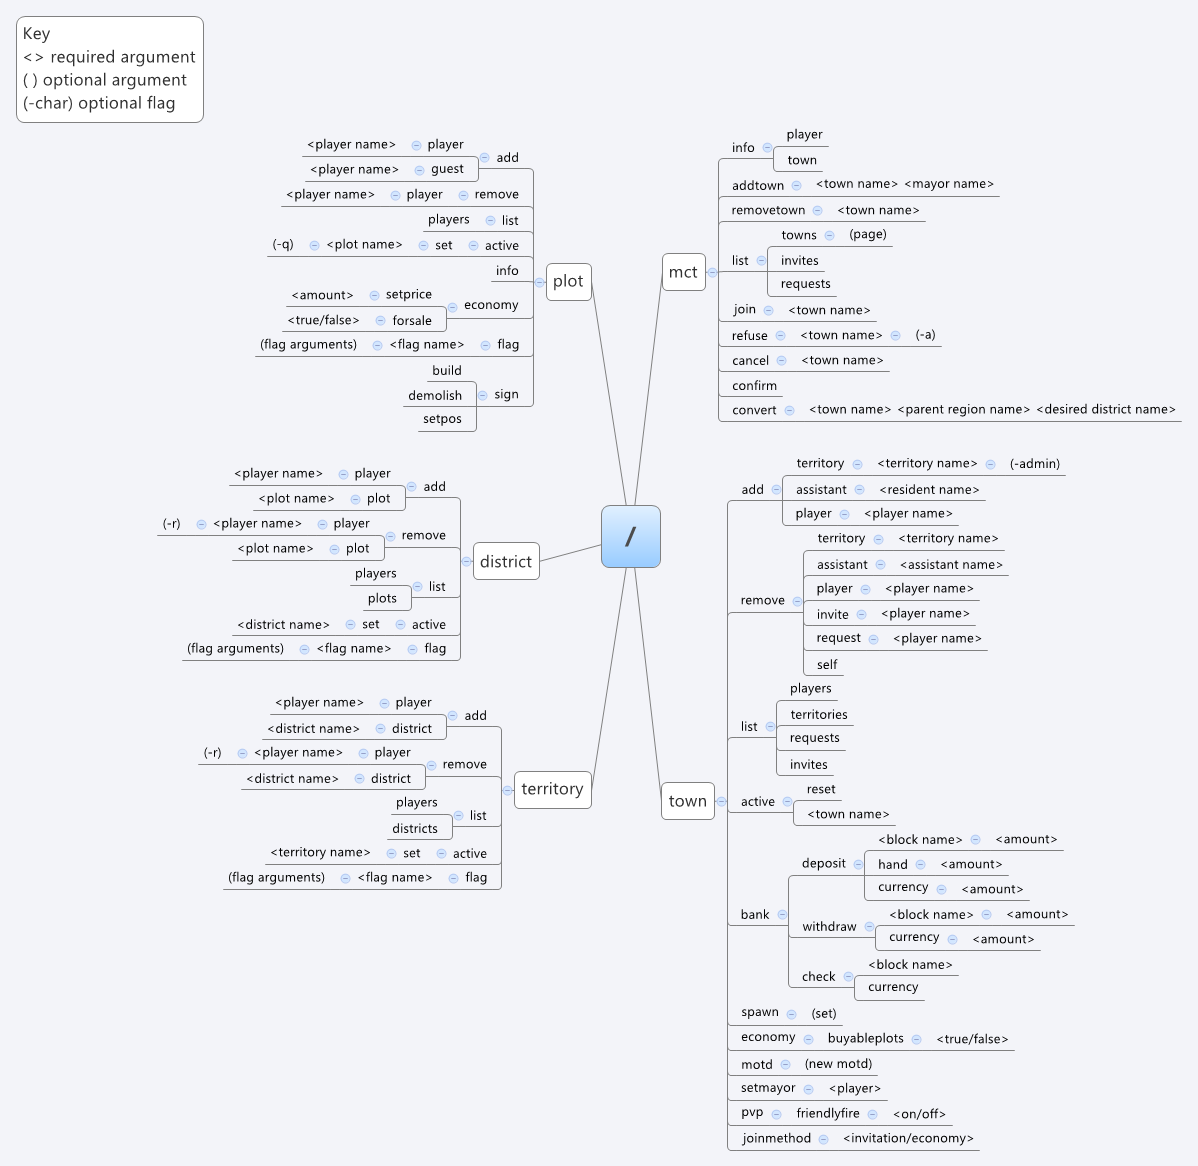 Key
<> required argument
( ) optional argument
(-char) optional flag
<player name> player
add
<player name> guest
<player name> player remove
players list
(-q) <plot name> set active
info
<amount> setprice
economy
<true/false> forsale
(flag arguments) <flag name> flag
build
demolish
sign
setpos
plot
player
info
town
addtown <town name> <mayor name>
removetown <town name>
towns (page)
list
invites
requests
join <town name>
refuse <town name> (-a)
cancel <town name>
confirm
convert <town name> <parent region name> <desired district name>
mct
/
<player name> player
add
<plot name> plot
(-r) <player name> player
remove
<plot name> plot
players
list
plots
<district name> set active
(flag arguments) <flag name> flag
district
<player name> player
add
<district name> district
(-r) <player name> player
remove
<district name> district
players
list
districts
<territory name> set active
(flag arguments) <flag name> flag
territory
territory <territory name> (-admin)
add
assistant <resident name>
player <player name>
territory <territory name>
assistant <assistant name>
player <player name>
remove
invite <player name>
request <player name>
self
players
territories
list
requests
invites
reset
active
<town name>
town
<block name> <amount>
deposit
hand <amount>
currency <amount>
bank
<block name> <amount>
withdraw
currency <amount>
<block name>
check
currency
spawn (set)
economy buyableplots <true/false>
motd (new motd)
setmayor <player>
pvp friendlyfire <on/off>
joinmethod <invitation/economy>